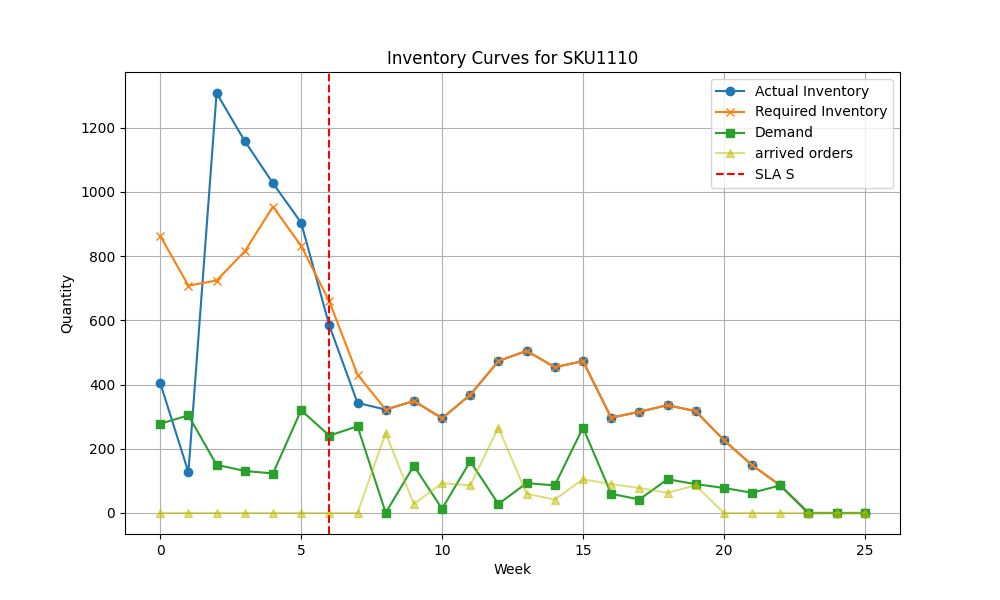 Inventory Curves for SKU1110
Actual Inventory
Required Inventory
Demand
arrived orders
SLA S
Quantity
1200
1000
800
600
400
200
0
0
5
10
15
20
25
Week